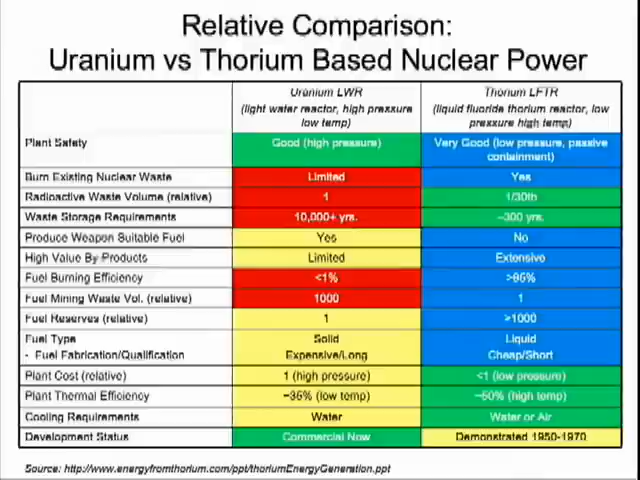 Relative Comparison:
Uranium vs Thorium Based Nuclear Power
Uranium LWR
(light water reactor, high pressure
low temp)
Thorium LFTR
(liquid fluoride thorium reactor, low
pressure high temp)
Plant Safety
Good (high pressure)
Very Good (low pressure, passive
containment)
Burn Existing Nuclear Waste
Limited
Yes
Radioactive Waste Volume (relative)
1
1/30th
Waste Storage Requirements
10,000+ yrs.
~300 yrs.
Produce Weapon Suitable Fuel
Yes
No
High Value By Products
Limited
Extensive
Fuel Burning Efficiency
<1%
>95%
Fuel Mining Waste Vol. (relative)
1000
1
Fuel Reserves (relative)
1
>1000
Fuel Type
Solid
Liquid
- Fuel Fabrication/Qualification
Expensive/Long
Cheap/Short
Plant Cost (relative)
1 (high pressure)
<1 (low pressure)
Plant Thermal Efficiency
~35% (low temp)
~50% (high temp)
Cooling Requirements
Water
Water or Air
Development Status
Commercial Now
Demonstrated 1950-1970
Source: http://www.energyfromthorium.com/ppt/thoriumEnergyGeneration.ppt